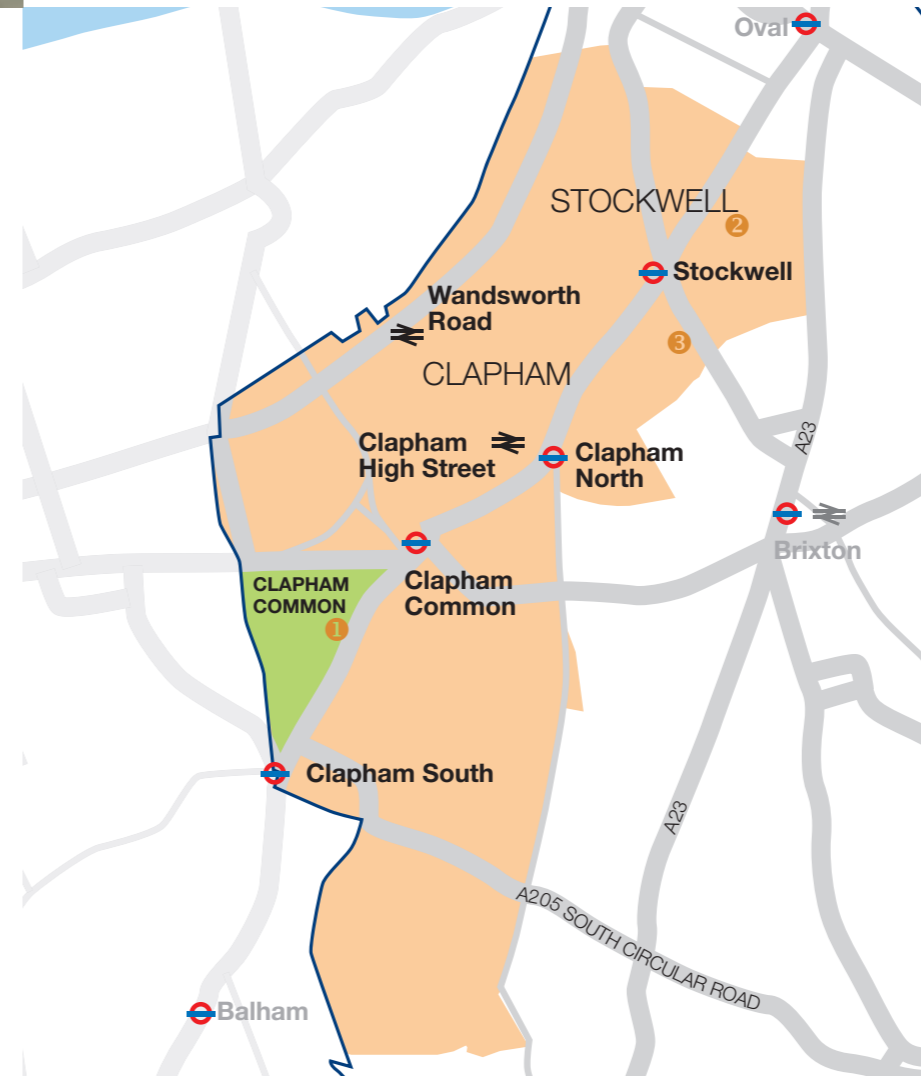 Oval
STOCKWELL
2
Stockwell
Wandsworth
Road
3
CLAPHAM
A23
Clapham
High Street
Clapham
North
Brixton
CLAPHAM
COMMON
1
Clapham
Common
Clapham South
A23
A205 SOUTH CIRCULAR ROAD
Balham